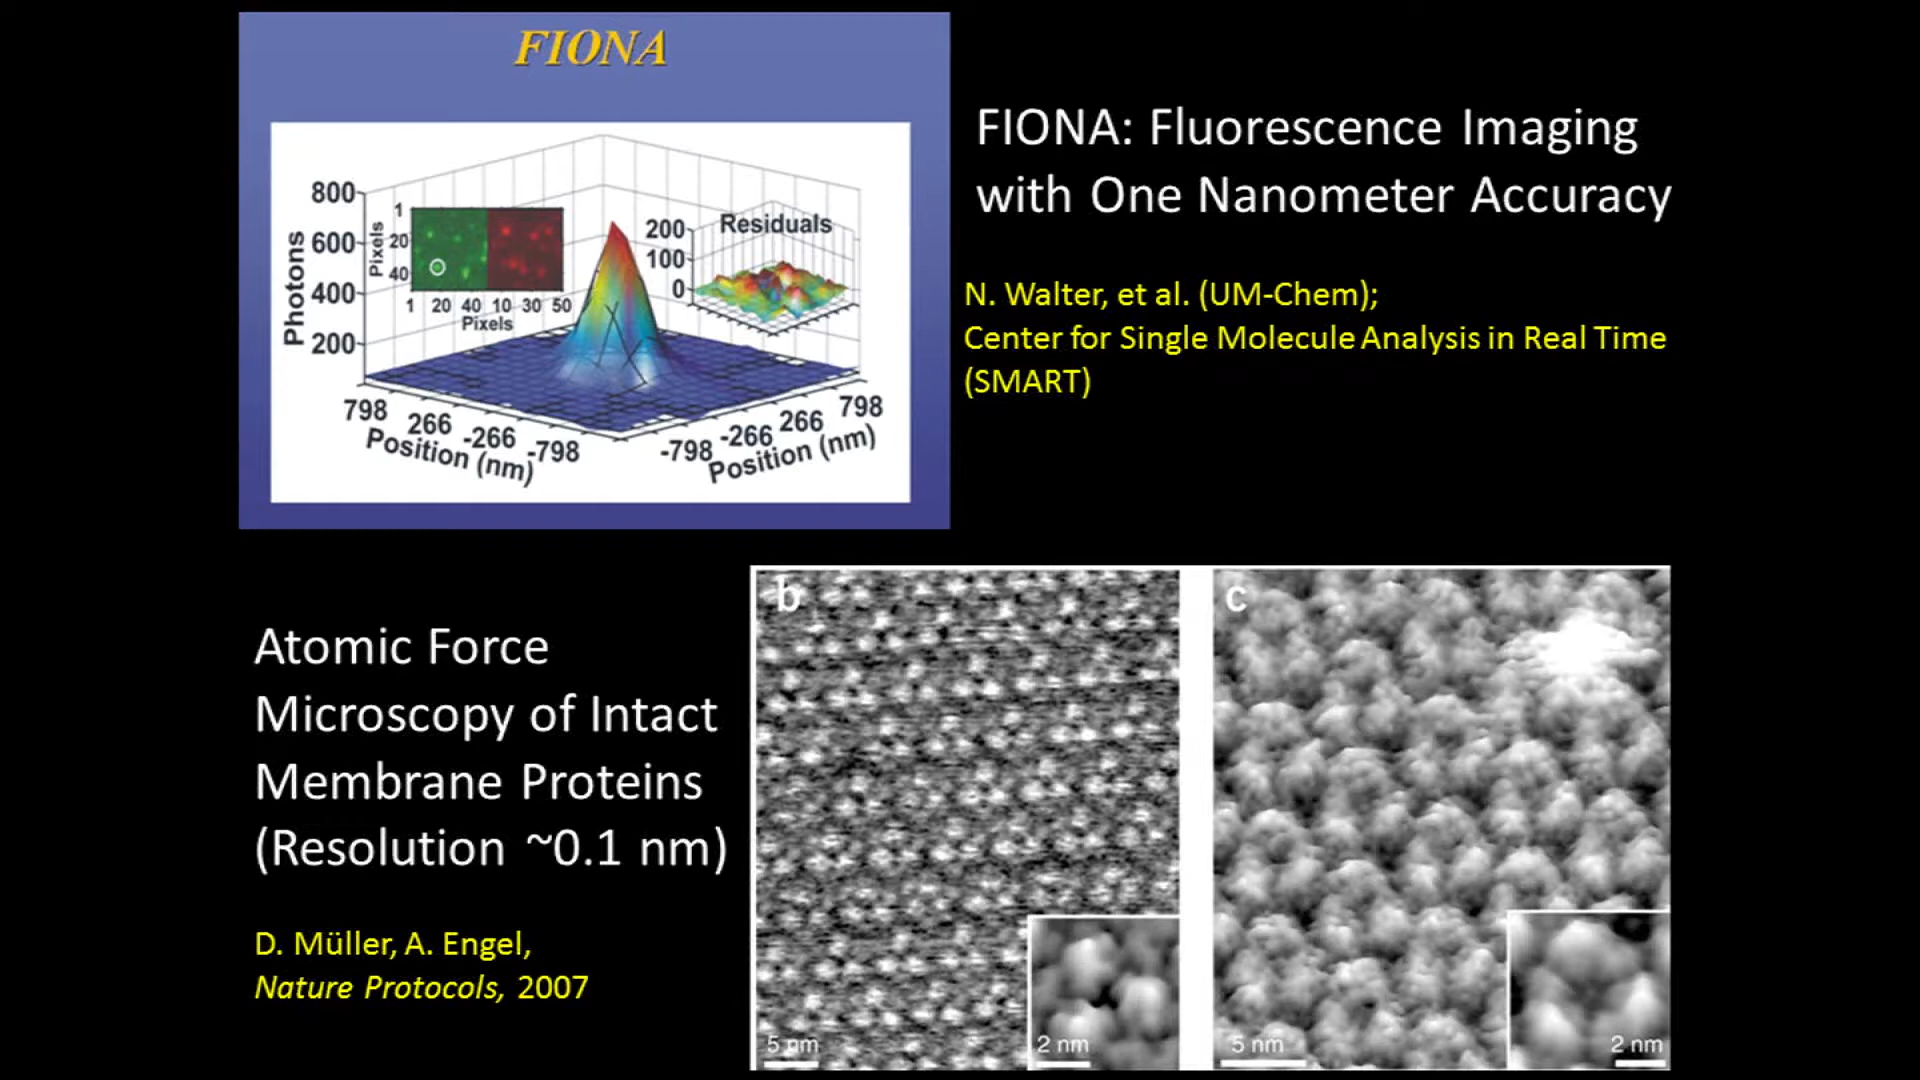 FIONA
800
600
400
200
Photons
1
20
40
Pixels
1 20 40 10 30 50
Pixels
200
100
0
Residuals
798 266 -266 -798
Position (nm)
-798 -266 266 798
Position (nm)
FIONA: Fluorescence Imaging
with One Nanometer Accuracy
N. Walter, et al. (UM-Chem);
Center for Single Molecule Analysis in Real Time
(SMART)
Atomic Force
Microscopy of Intact
Membrane Proteins
(Resolution ~0.1 nm)
D. Müller, A. Engel,
Nature Protocols, 2007
b
5 nm
2 nm
c
5 nm
2 nm